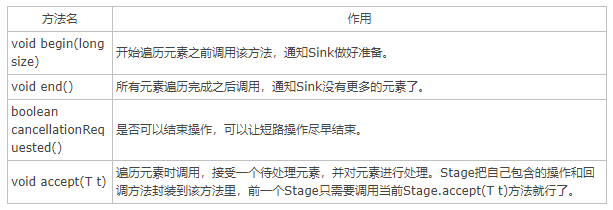 方法名 作用
void begin(long
size)
开始遍历元素之前调用该方法，通知Sink做好准备。
void end() 所有元素遍历完成之后调用，通知Sink没有更多的元素了。
boolean
cancellationReq
uested()
是否可以结束操作，可以让短路操作尽早结束。
void accept(T t)
遍历元素时调用，接受一个待处理元素，并对元素进行处理。Stage把自己包含的操作和回
调方法封装到该方法里，前一个Stage只需要调用当前Stage.accept(T t)方法就行了。